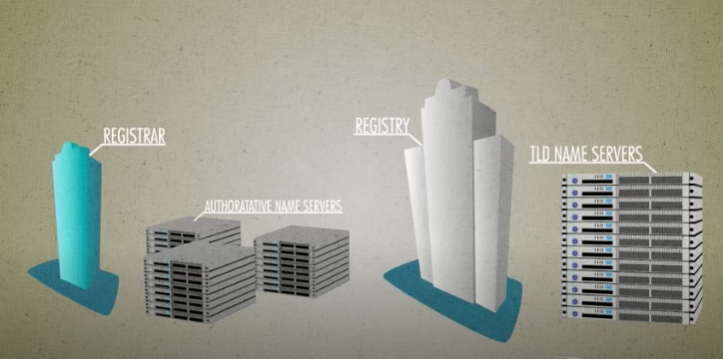 REGISTRAR
AUTHORATATIVE NAME SERVERS
REGISTRY
TLD NAME SERVERS